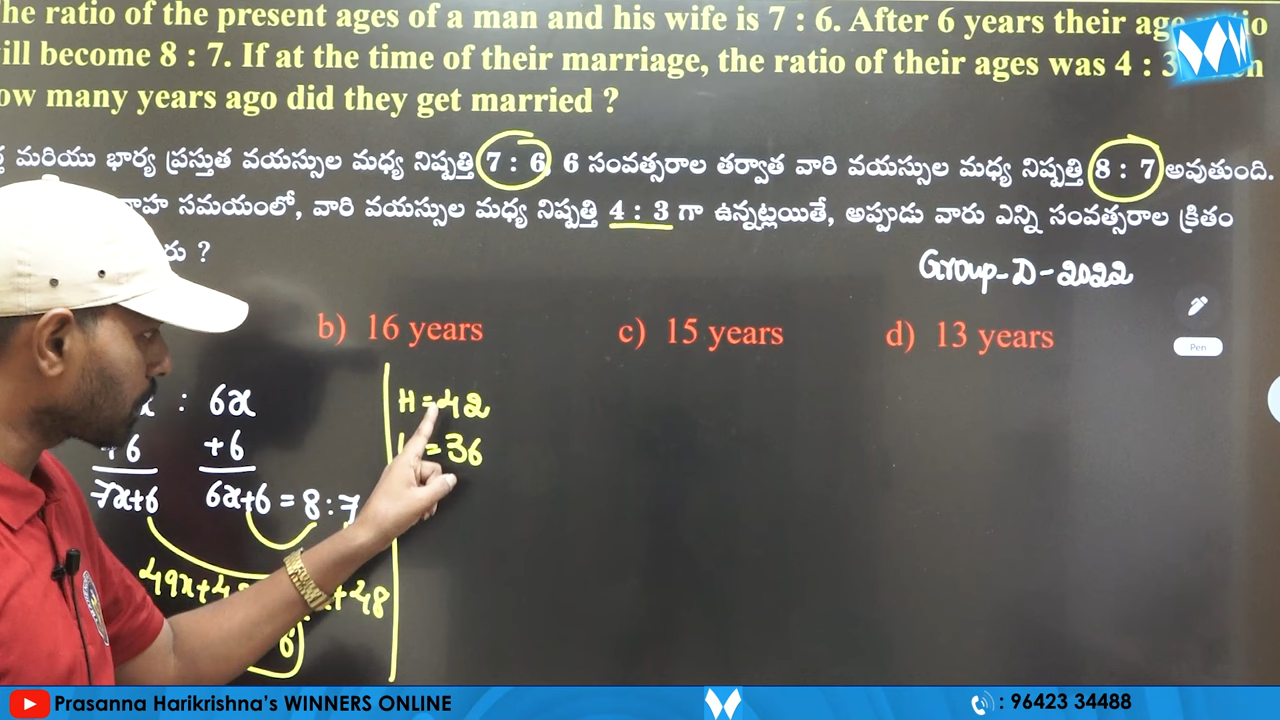 he ratio of the present ages of a man and his wife is 7 : 6. After 6 years their age
ill become 8 : 7. If at the time of their marriage, the ratio of their ages was 4 : 3
ow many years ago did they get married ?
మరియు భార్య ప్రస్తుత వయస్సుల మధ్య నిష్పత్తి 7 : 6, 6 సంవత్సరాల తర్వాత వారి వయస్సుల మధ్య నిష్పత్తి 8 : 7 అవుతుంది.
సమయంలో, వారి వయస్సుల మధ్య నిష్పత్తి 4 : 3 గా ఉన్నట్లయితే, అప్పుడు వారు ఎన్ని సంవత్సరాల క్రితం
?
Group-D-2022
b) 16 years c) 15 years d) 13 years
Pen
: 6x
+6 +6
7x+6 6x+6 = 8:7
49x+4 +48
6
H = 42
= 36
Prasanna Harikrishna's WINNERS ONLINE
: 96423 34488